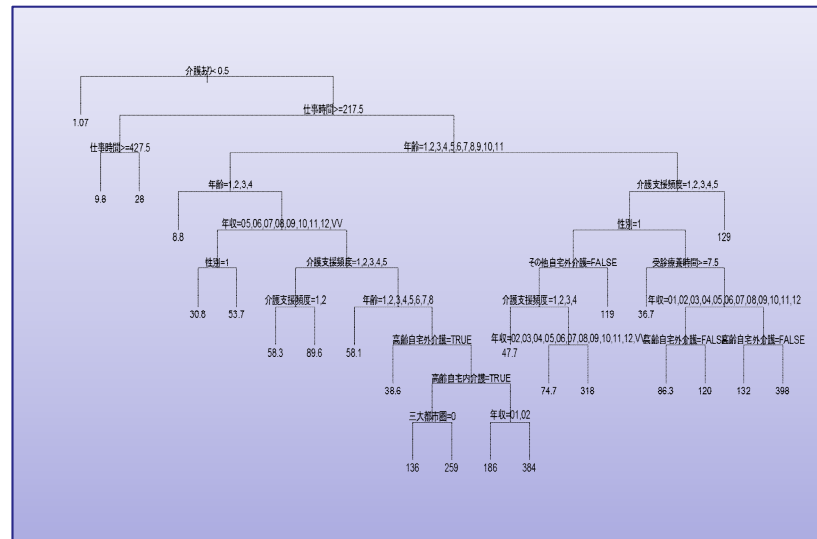 介護あり< 0.5
1.07
仕事時間>=217.5
仕事時間>=427.5
年齢=1,2,3,4,5,6,7,8,9,10,11
9.8
28
年齢=1,2,3,4
介護支援頻度=1,2,3,4,5
8.8
年収=05,06,07,08,09,10,11,12,VV
性別=1
129
性別=1
介護支援頻度=1,2,3,4,5
その他自宅外介護=FALSE
受診療養時間>=7.5
30.8
53.7
介護支援頻度=1,2
年齢=1,2,3,4,5,6,7,8
介護支援頻度=1,2,3,4
119
36.7
年収=01,02,03,04,05,06,07,08,09,10,11,12
58.3
89.6
58.1
高齢自宅外介護=TRUE
47.7
年収=02,03,04,05,06,07,08,09,10,11,12,VV
高齢自宅外介護=FALSE
高齢自宅外介護=FALSE
38.6
高齢自宅内介護=TRUE
74.7
318
86.3
120
132
398
三大都市圏=0
年収=01,02
136
259
186
384